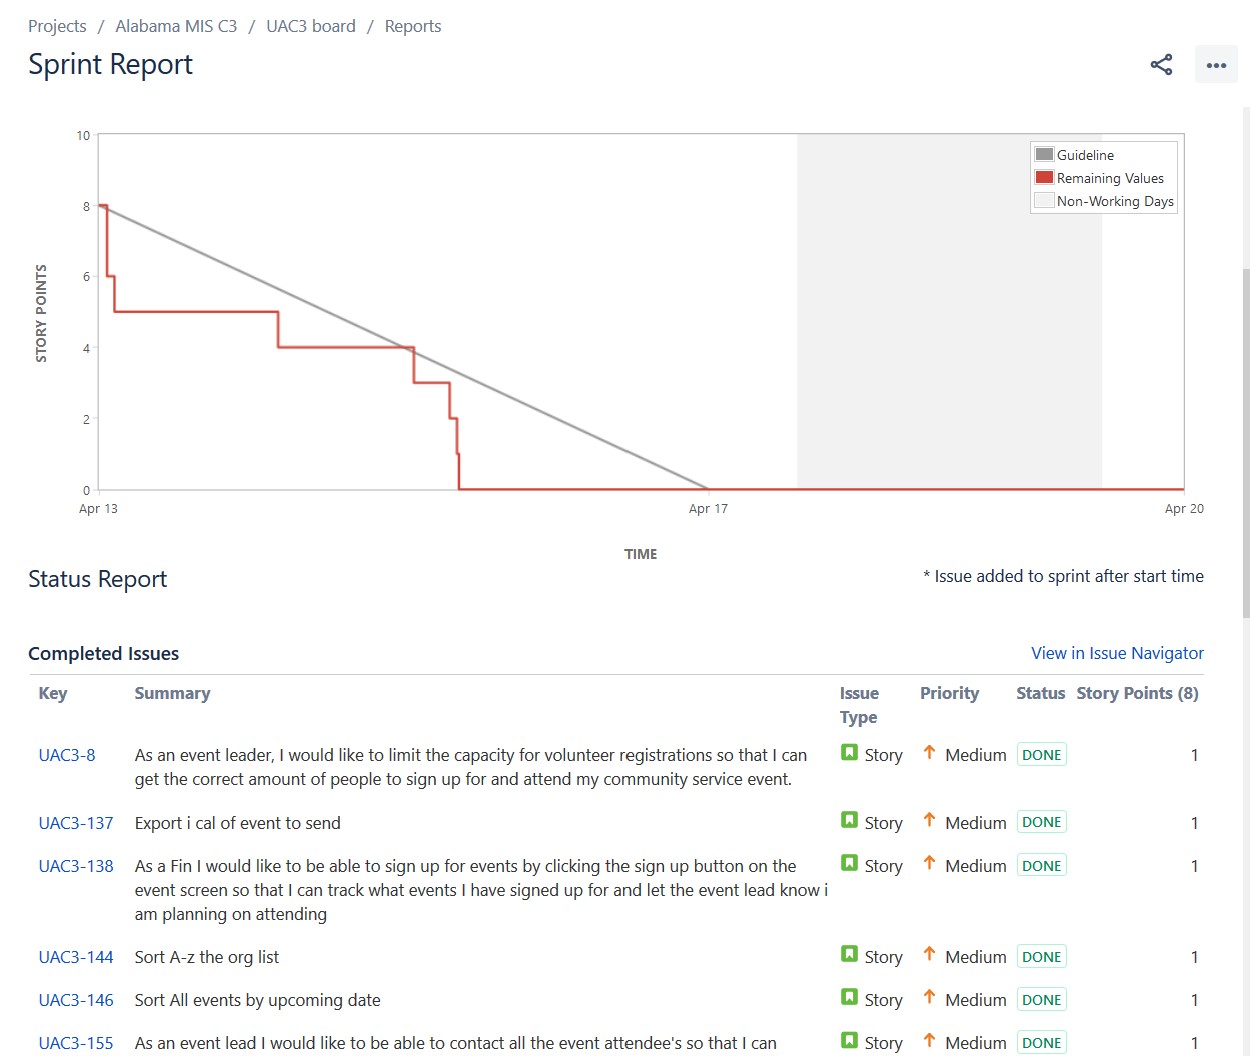 Projects / Alabama MIS C3 / UAC3 board / Reports
Sprint Report
10
8
6
4
2
0
STORY POINTS
Guideline
Remaining Values
Non-Working Days
Apr 13
Apr 17
Apr 20
TIME
Status Report
* Issue added to sprint after start time
Completed Issues
View in Issue Navigator
Key Summary Issue Type Priority Status Story Points (8)
UAC3-8 As an event leader, I would like to limit the capacity for volunteer registrations so that I can Story Medium DONE 1
get the correct amount of people to sign up for and attend my community service event.
UAC3-137 Export i cal of event to send Story Medium DONE 1
UAC3-138 As a Fin I would like to be able to sign up for events by clicking the sign up button on the Story Medium DONE 1
event screen so that I can track what events I have signed up for and let the event lead know i
am planning on attending
UAC3-144 Sort A-z the org list Story Medium DONE 1
UAC3-146 Sort All events by upcoming date Story Medium DONE 1
UAC3-155 As an event lead I would like to be able to contact all the event attendee's so that I can Story Medium DONE 1